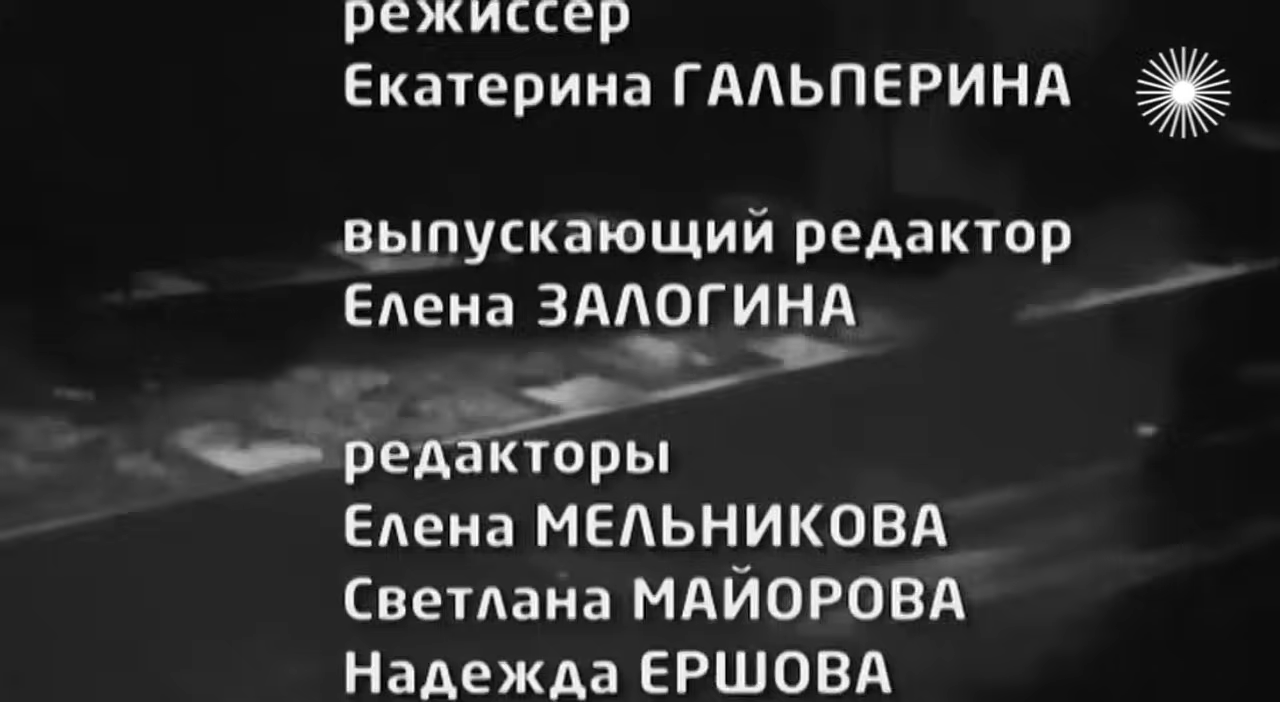 режиссер
Екатерина ГАЛЬПЕРИНА
выпускающий редактор
Елена ЗАЛОГИНА
редакторы
Елена МЕЛЬНИКОВА
Светлана МАЙОРОВА
Надежда ЕРШОВА